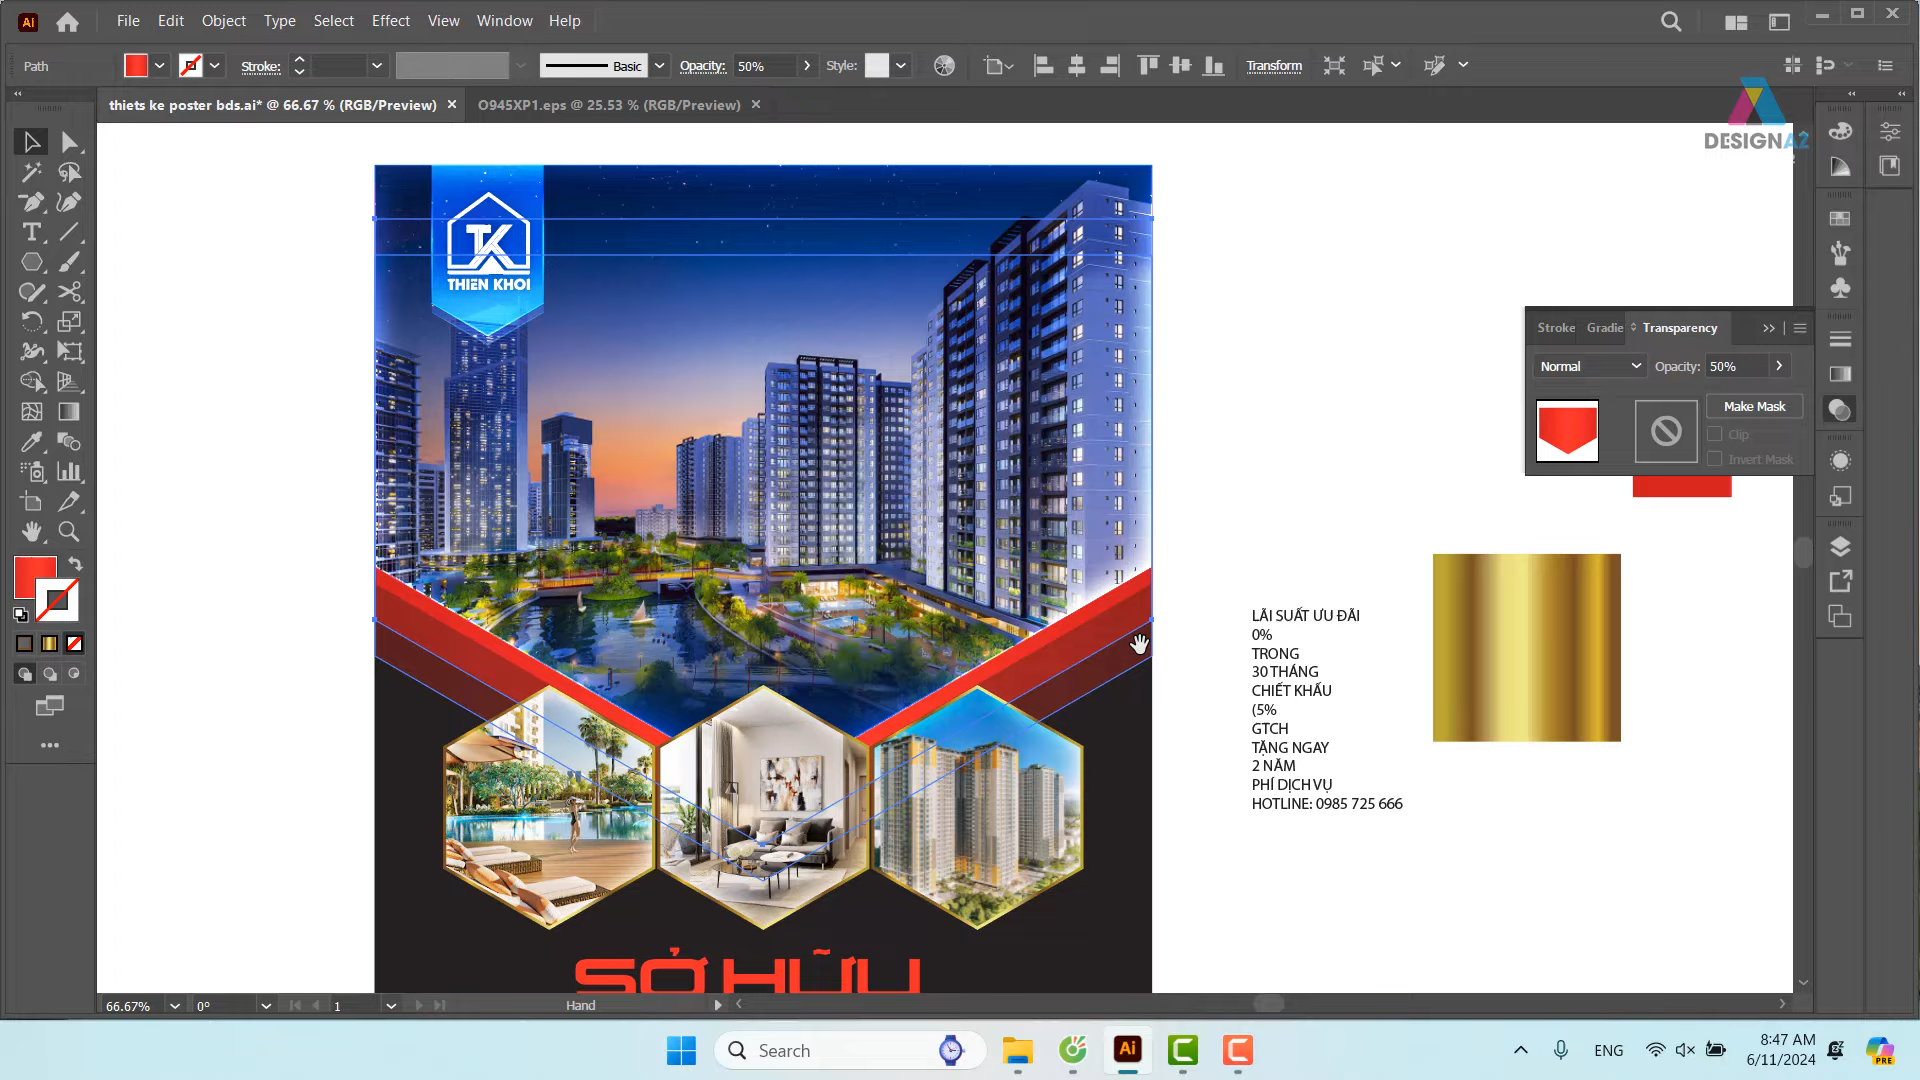 Ai File Edit Object Type Select Effect View Window Help
Path Stroke: Basic Opacity: 50% Style: Transform
thiets ke poster bds.ai* @ 66.67 % (RGB/Preview) × O945XP1.eps @ 25.53 % (RGB/Preview) ×
DESIGNA2
TK
THIEN KHOI
Stroke Gradie Transparency
Normal Opacity: 50%
Make Mask
Clip
Invert Mask
LÃI SUẤT ƯU ĐÃI
0%
TRONG
30 THÁNG
CHIẾT KHẤU
(5%
GTCH
TẶNG NGAY
2 NĂM
PHÍ DỊCH VỤ
HOTLINE: 0985 725 666
SỞ HỮU
66.67% 0° 1 Hand
Search
Ai
ENG
8:47 AM
6/11/2024
PRE